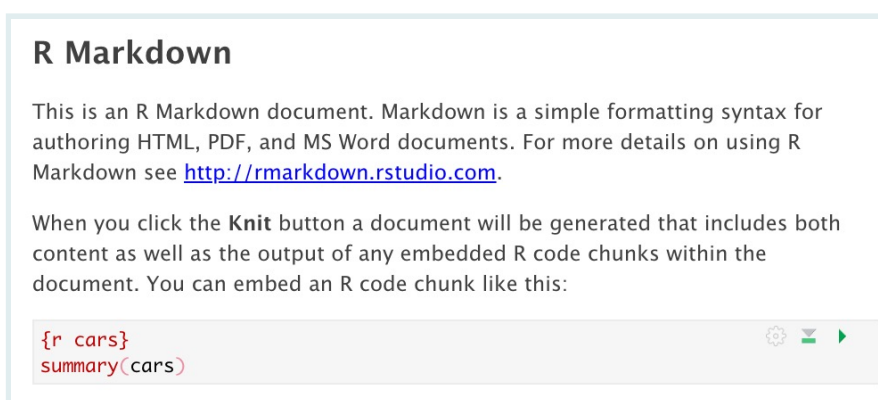 R Markdown
This is an R Markdown document. Markdown is a simple formatting syntax for
authoring HTML, PDF, and MS Word documents. For more details on using R
Markdown see http://rmarkdown.rstudio.com.
When you click the Knit button a document will be generated that includes both
content as well as the output of any embedded R code chunks within the
document. You can embed an R code chunk like this:
{r cars}
summary(cars)